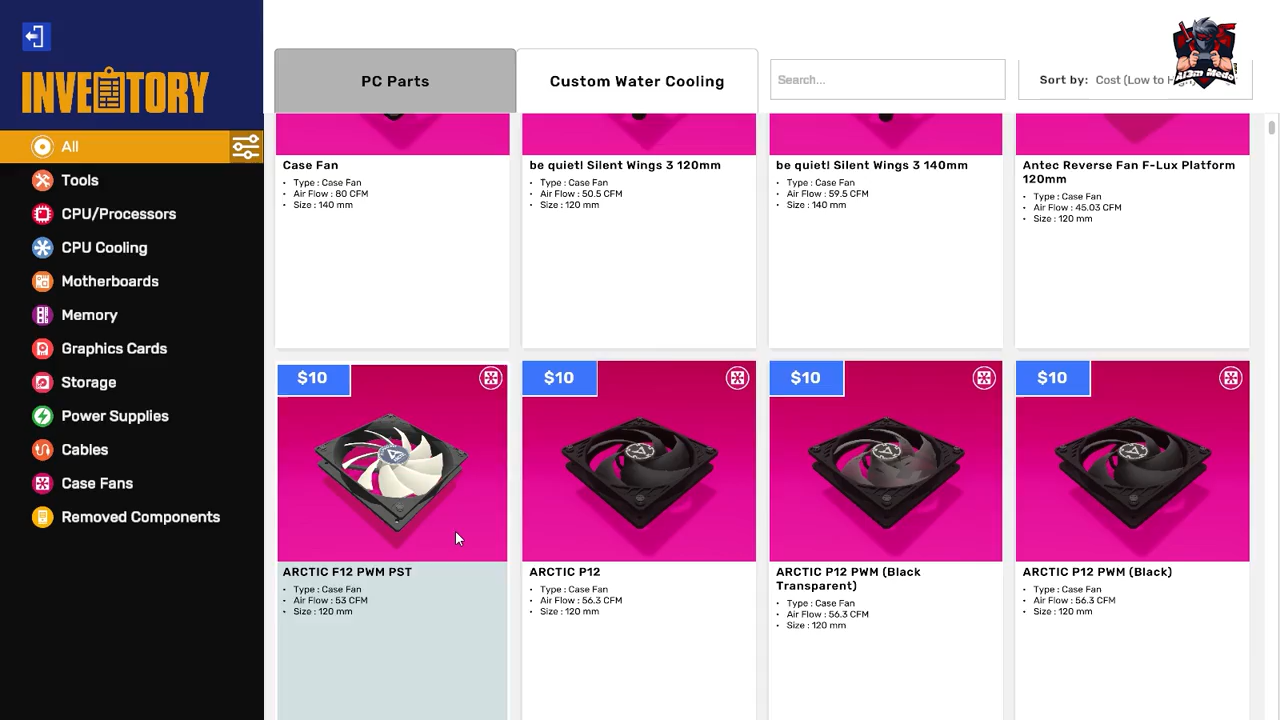 INVENTORY
PC Parts
Custom Water Cooling
Search...
Sort by: Cost (Low to
All
Tools
CPU/Processors
CPU Cooling
Motherboards
Memory
Graphics Cards
Storage
Power Supplies
Cables
Case Fans
Removed Components
Case Fan
• Type : Case Fan
• Air Flow : 80 CFM
• Size : 140 mm
be quiet! Silent Wings 3 120mm
• Type : Case Fan
• Air Flow : 50.5 CFM
• Size : 120 mm
be quiet! Silent Wings 3 140mm
• Type : Case Fan
• Air Flow : 59.5 CFM
• Size : 140 mm
Antec Reverse Fan F-Lux Platform
120mm
• Type : Case Fan
• Air Flow : 45.03 CFM
• Size : 120 mm
$10
ARCTIC F12 PWM PST
• Type : Case Fan
• Air Flow : 53 CFM
• Size : 120 mm
$10
ARCTIC P12
• Type : Case Fan
• Air Flow : 56.3 CFM
• Size : 120 mm
$10
ARCTIC P12 PWM (Black
Transparent)
• Type : Case Fan
• Air Flow : 56.3 CFM
• Size : 120 mm
$10
ARCTIC P12 PWM (Black)
• Type : Case Fan
• Air Flow : 56.3 CFM
• Size : 120 mm